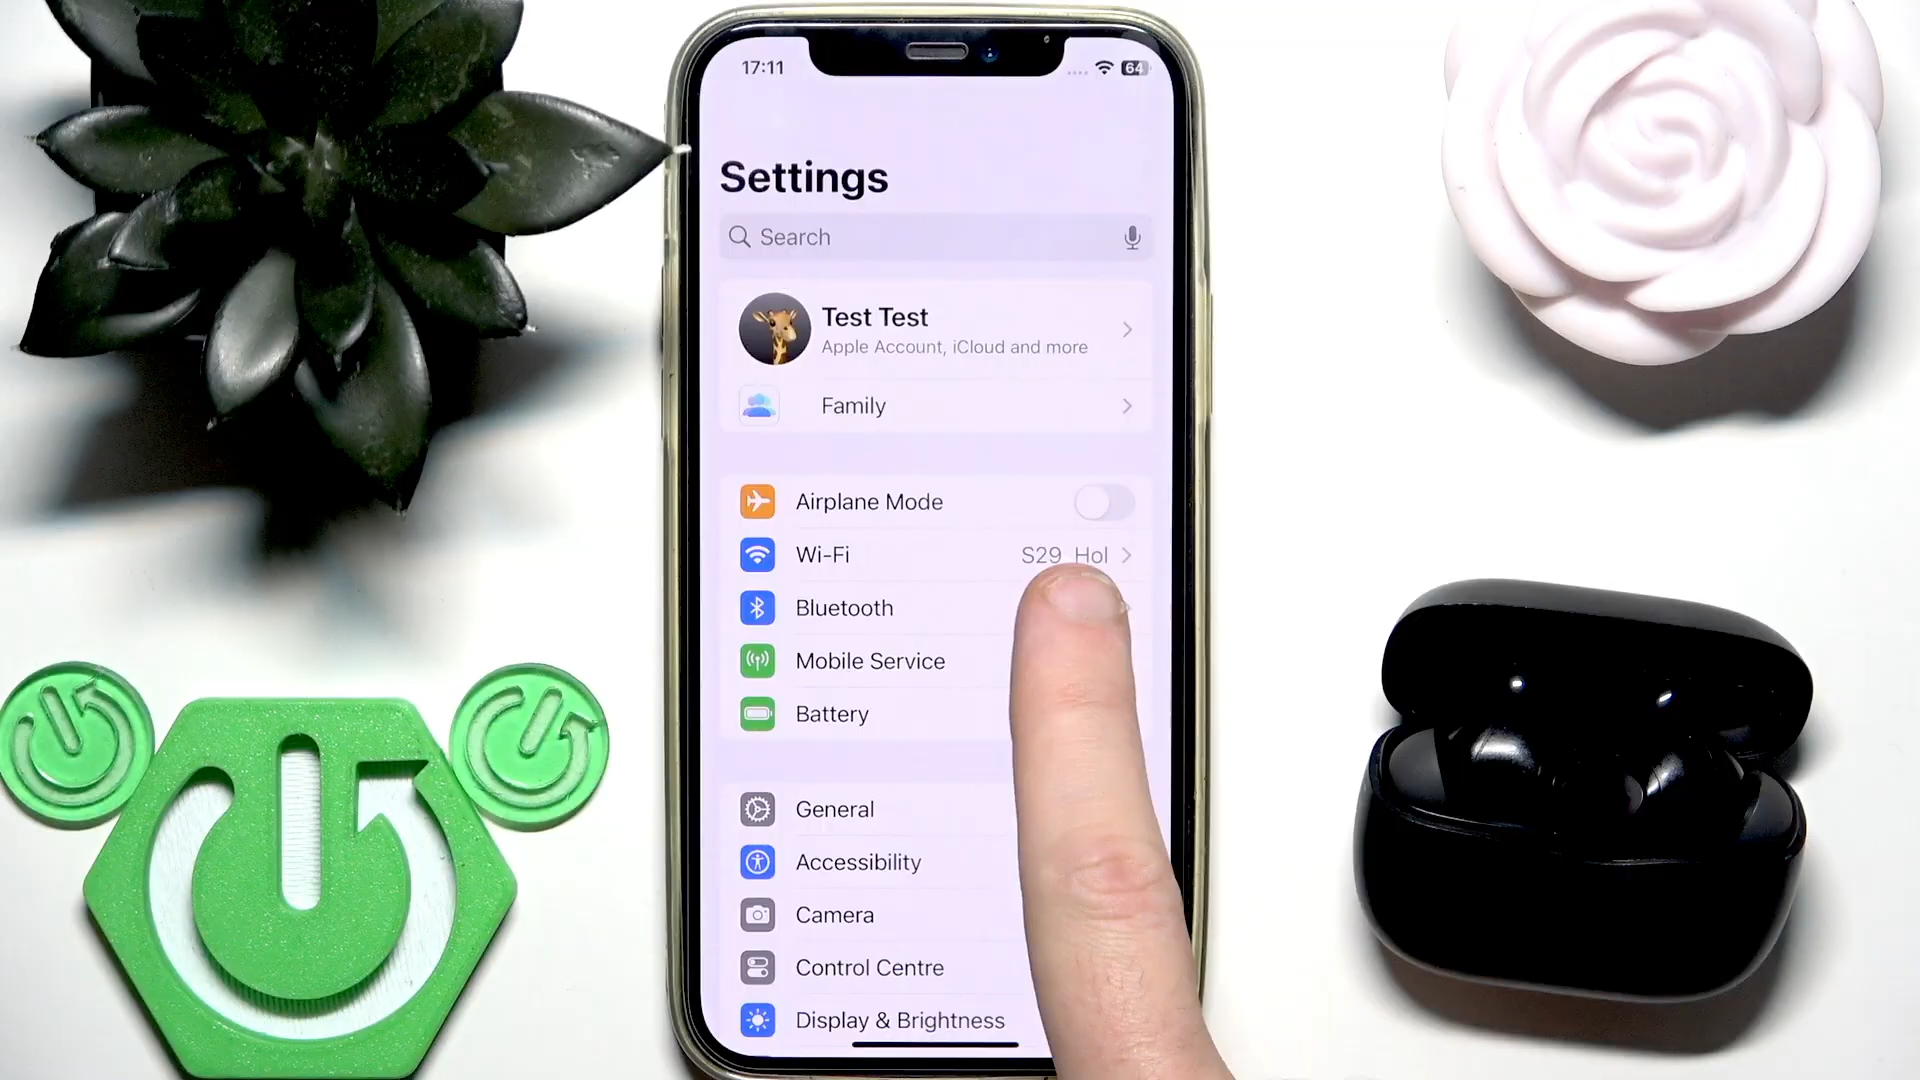 17:11
64
Settings
Search
Test Test
Apple Account, iCloud and more
Family
Airplane Mode
Wi-Fi
S29 Hol
Bluetooth
Mobile Service
Battery
General
Accessibility
Camera
Control Centre
Display & Brightness